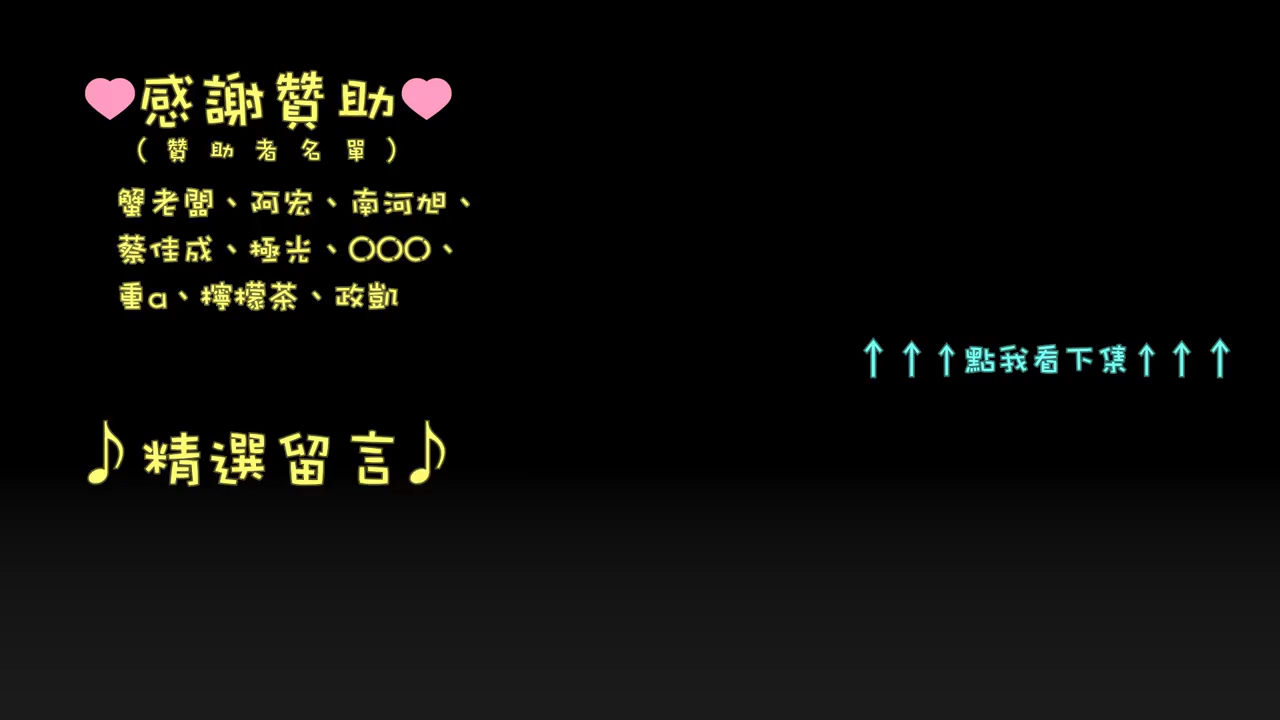 感謝贊助
(贊助者名單)
蟹老闆、阿宏、南河旭、
蔡佳成、極光、〇〇〇、
重a、檸檬茶、政凱
↑↑↑點我看下集↑↑↑
♪精選留言♪